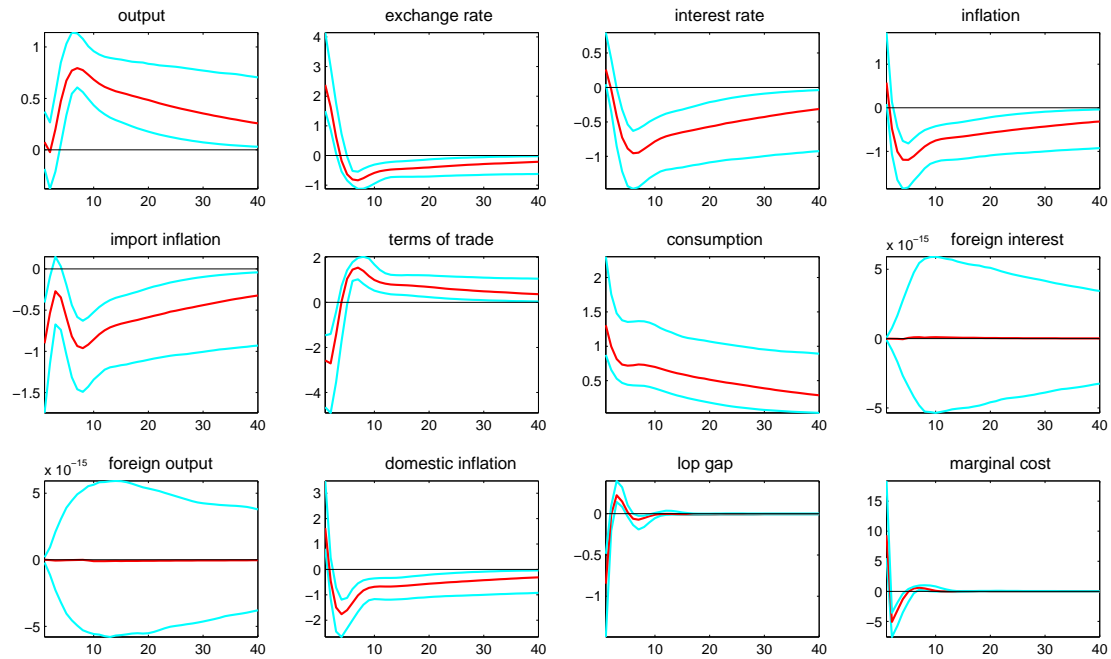 output
exchange rate
interest rate
inflation
1
0.5
0
10 20 30 40
4
3
2
1
0
−1
10 20 30 40
0.5
0
−0.5
−1
10 20 30 40
1
0
−1
10 20 30 40
import inflation
terms of trade
consumption
foreign interest
0
−0.5
−1
−1.5
10 20 30 40
2
0
−2
−4
10 20 30 40
2
1.5
1
0.5
10 20 30 40
x 10−15
5
0
−5
10 20 30 40
foreign output
domestic inflation
lop gap
marginal cost
x 10−15
5
0
−5
10 20 30 40
3
2
1
0
−1
−2
10 20 30 40
0
−0.5
−1
10 20 30 40
15
10
5
0
−5
10 20 30 40